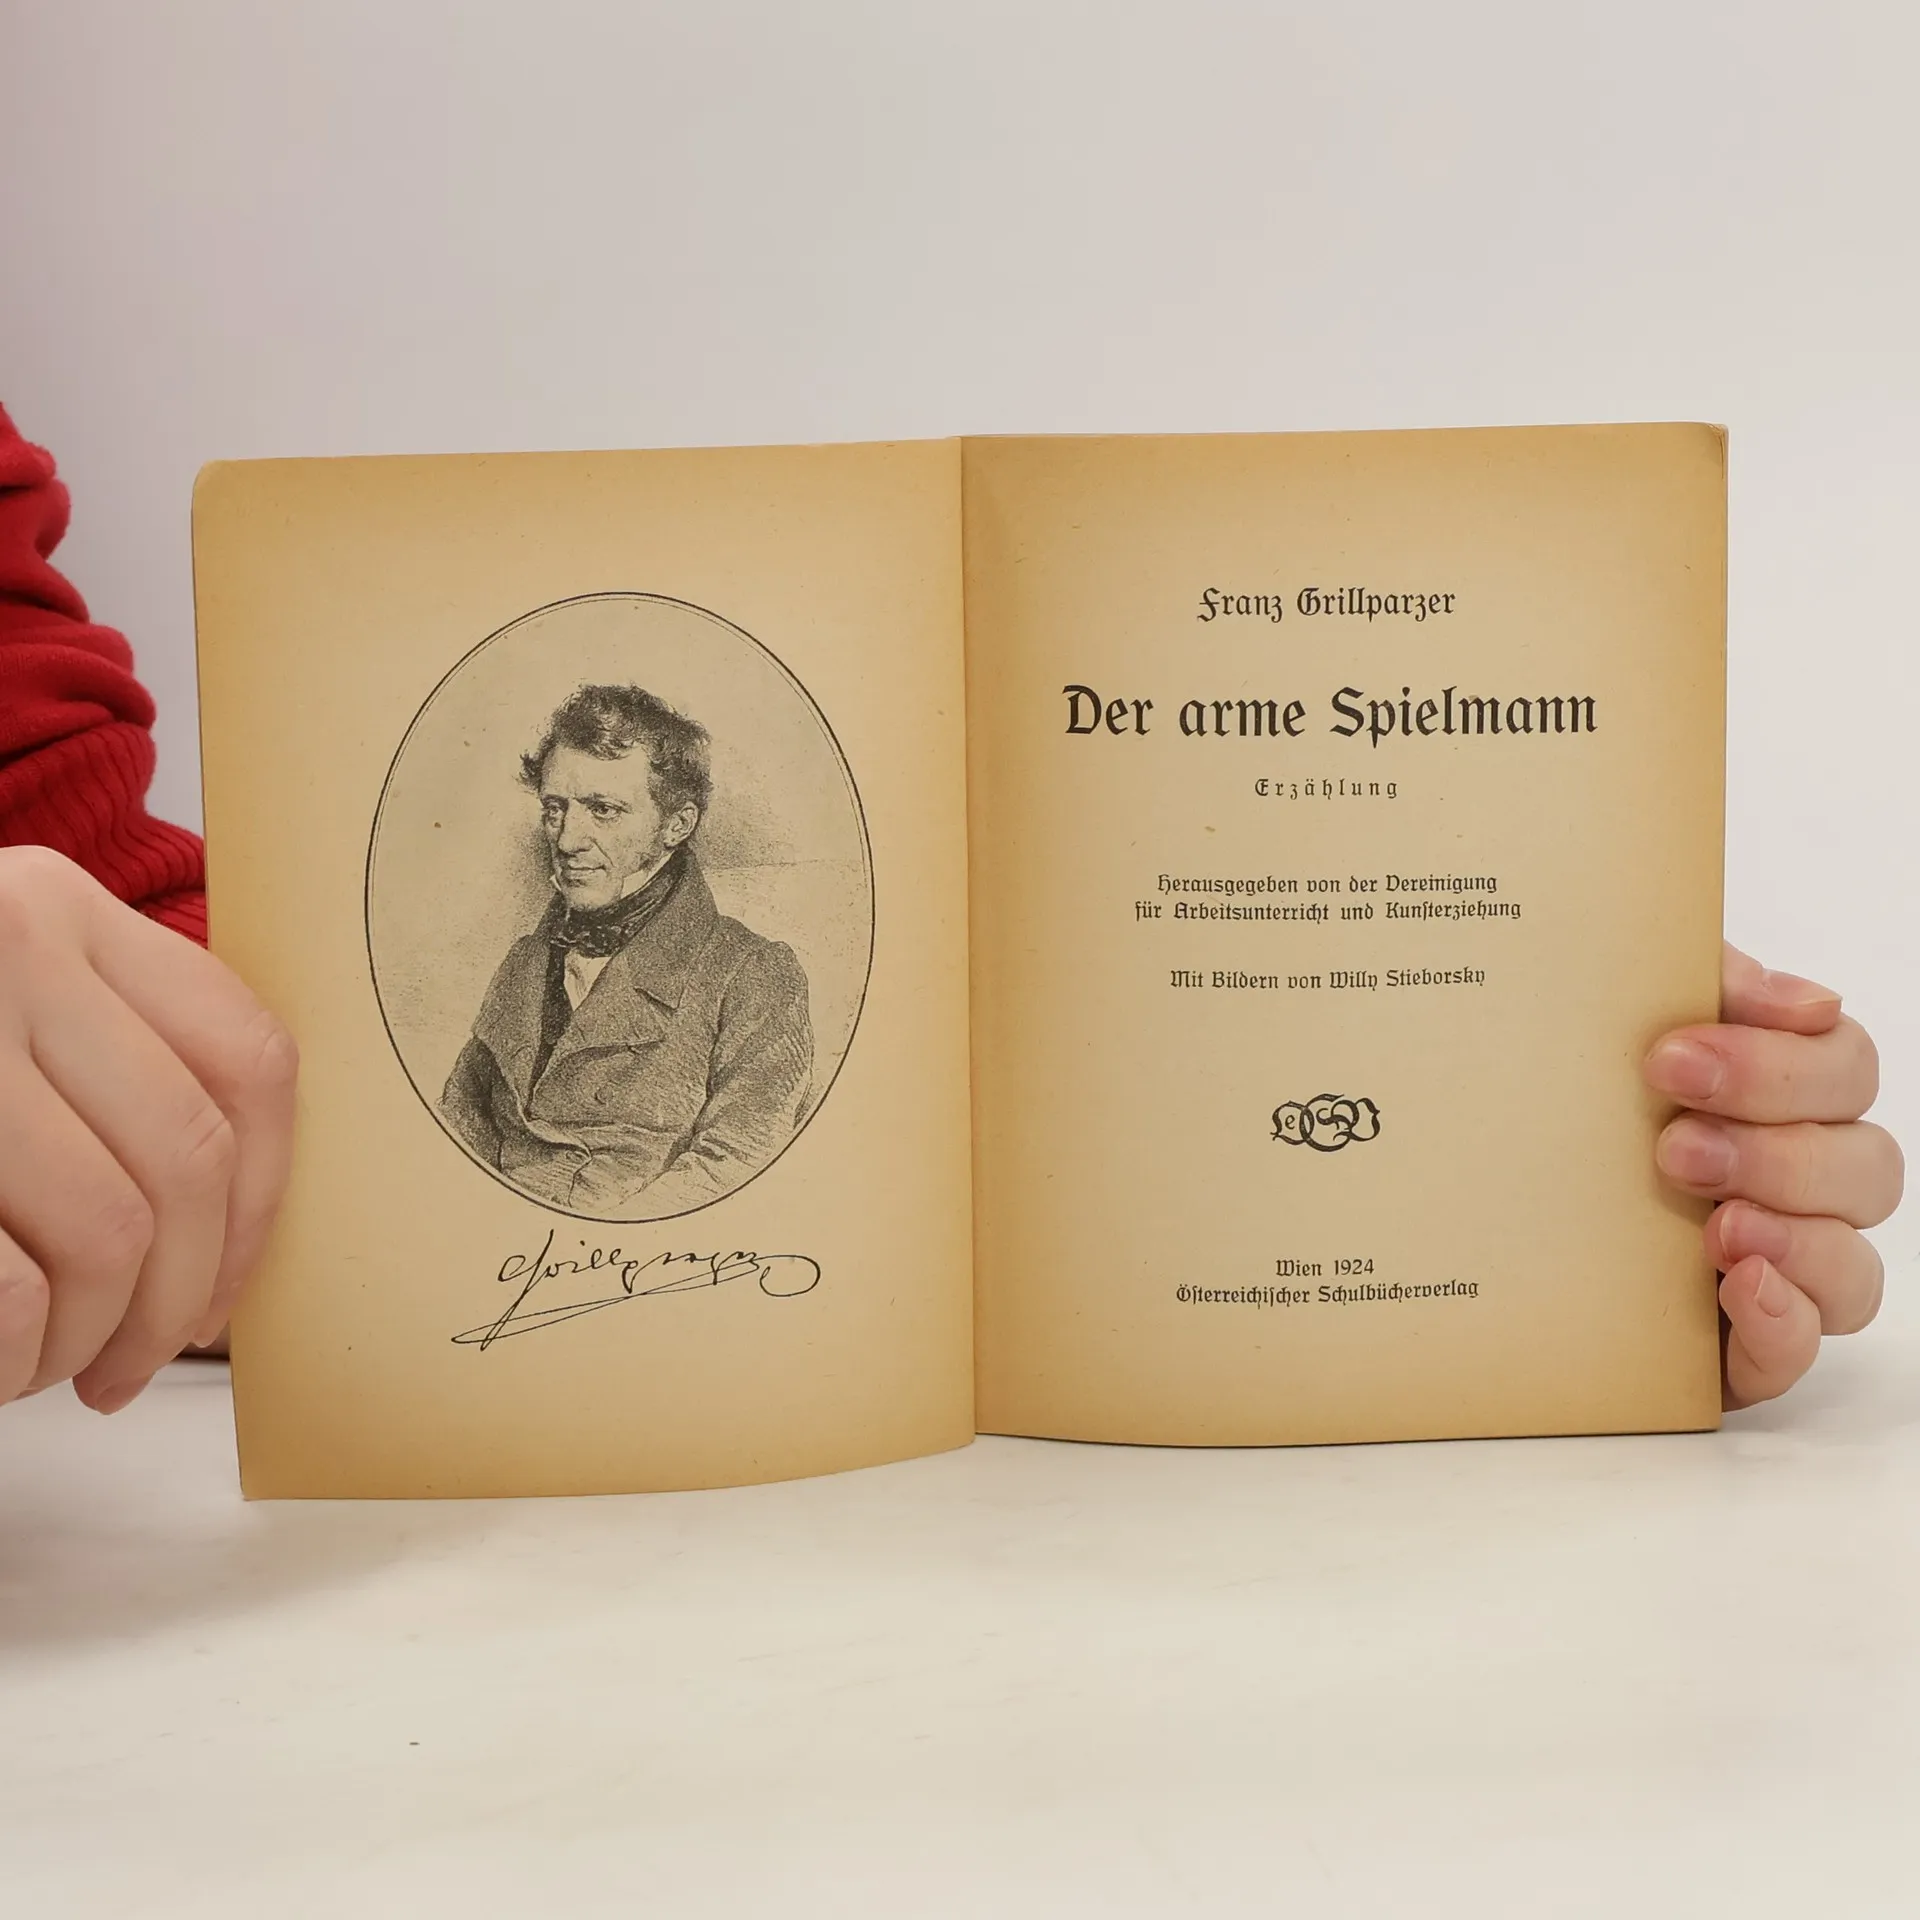 Grillparzer
Franz Grillparzer
Der arme Spielmann
Erzählung
Herausgegeben von der Vereinigung
für Arbeitsunterricht und Kunſterziehung
Mit Bildern von Willy Stieborsky
Wien 1924
Öſterreichiſcher Schulbücherverlag